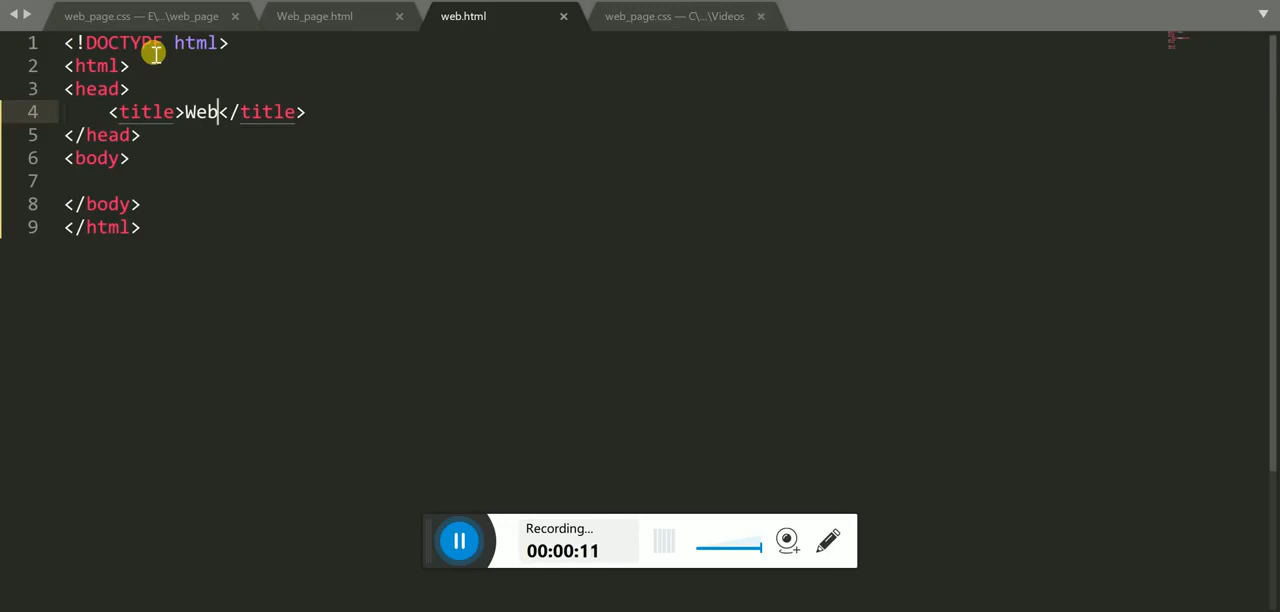 web_page.css — E\...\web_page × Web_page.html × web.html × web_page.css — C\...\Videos ×
1 <!DOCTYPE html>
2 <html>
3 <head>
4 <title>Web</title>
5 </head>
6 <body>
7
8 </body>
9 </html>
Recording...
00:00:11